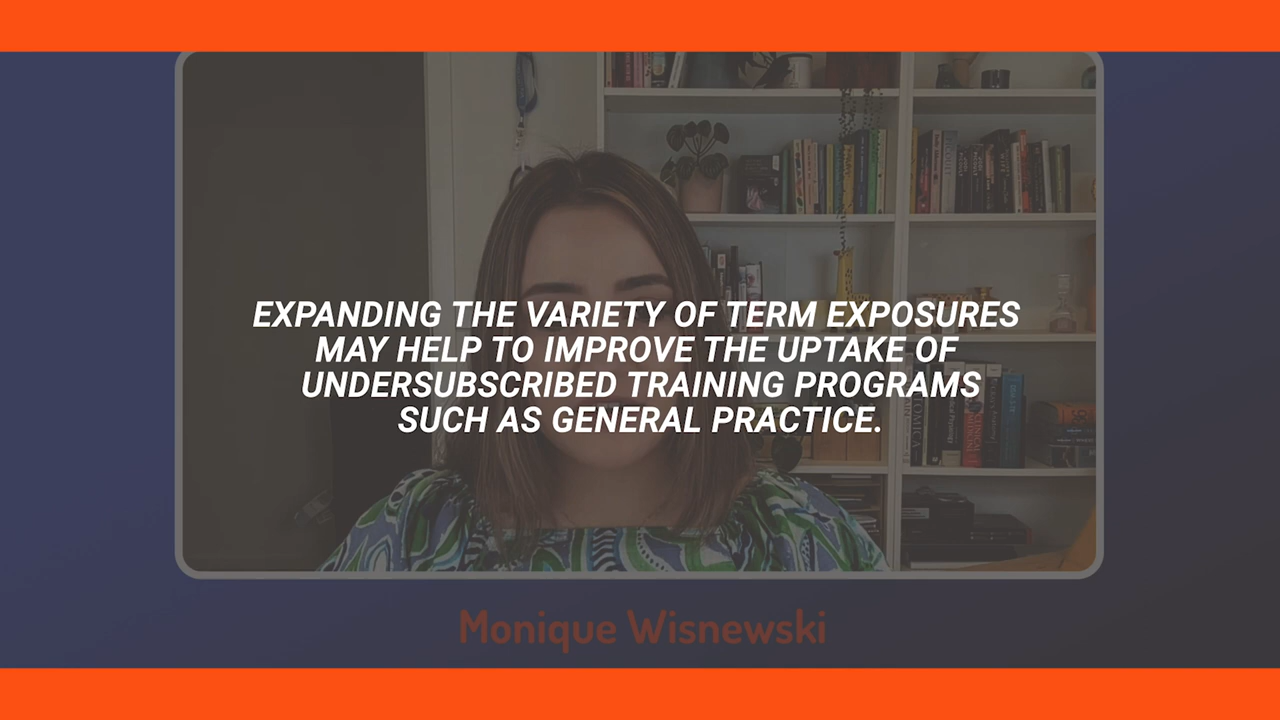 EXPANDING THE VARIETY OF TERM EXPOSURES
MAY HELP TO IMPROVE THE UPTAKE OF
UNDERSUBSCRIBED TRAINING PROGRAMS
SUCH AS GENERAL PRACTICE.
Monique Wisnewski